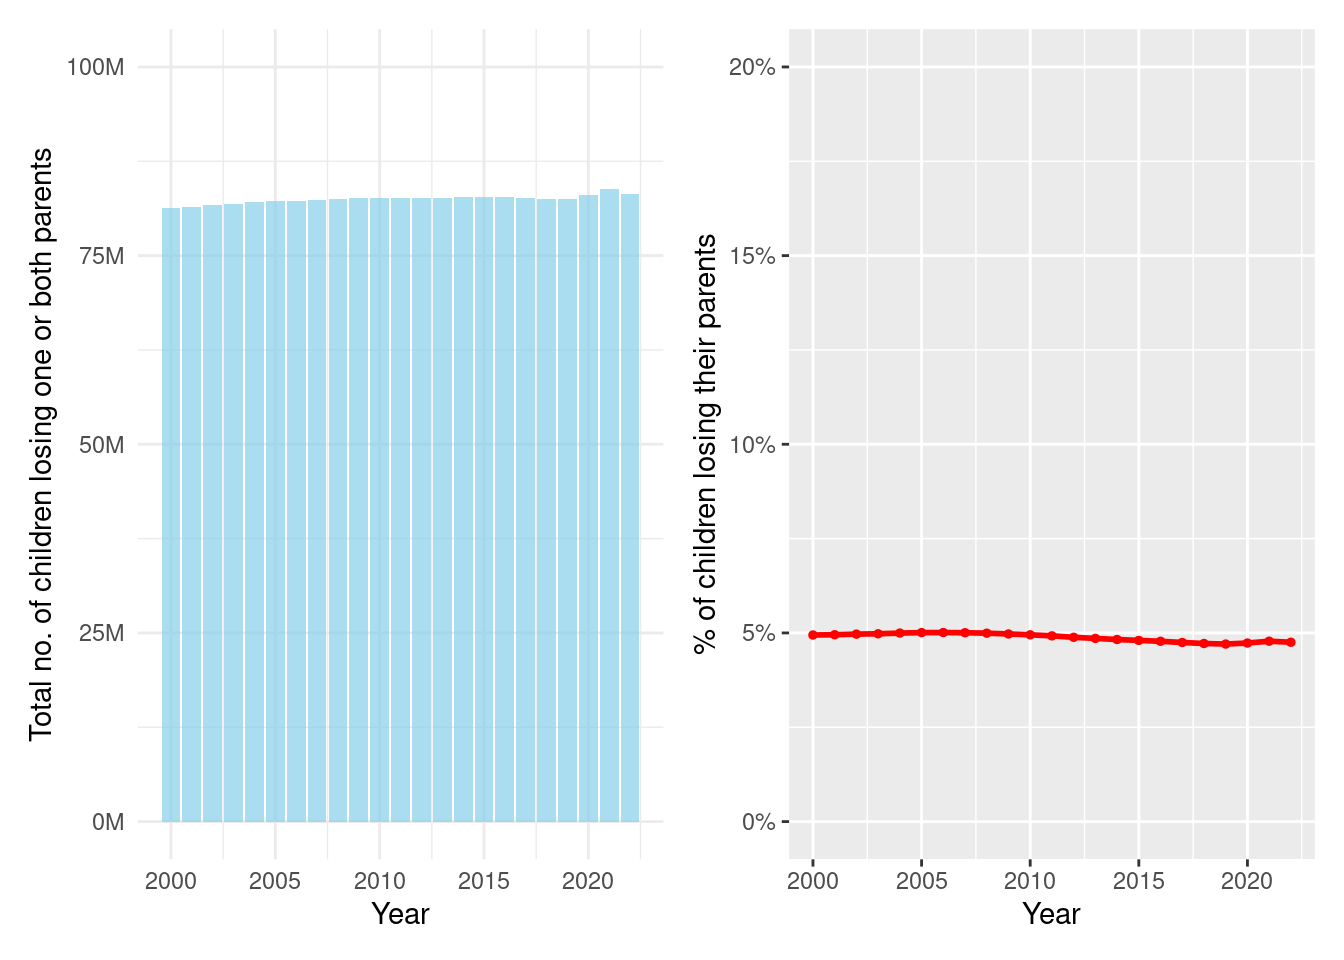 Total no. of children losing one or both parents
100M
75M
50M
25M
0M
2000 2005 2010 2015 2020
Year
% of children losing their parents
20%
15%
10%
5%
0%
2000 2005 2010 2015 2020
Year